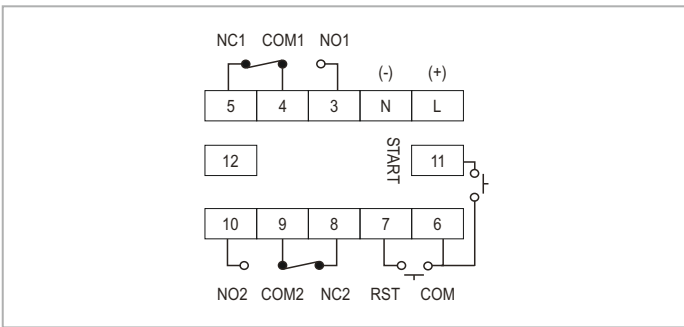 NC1 COM1 NO1
(-) (+)
5 4 3 N L
12 START 11
10 9 8 7 6
NO2 COM2 NC2 RST COM